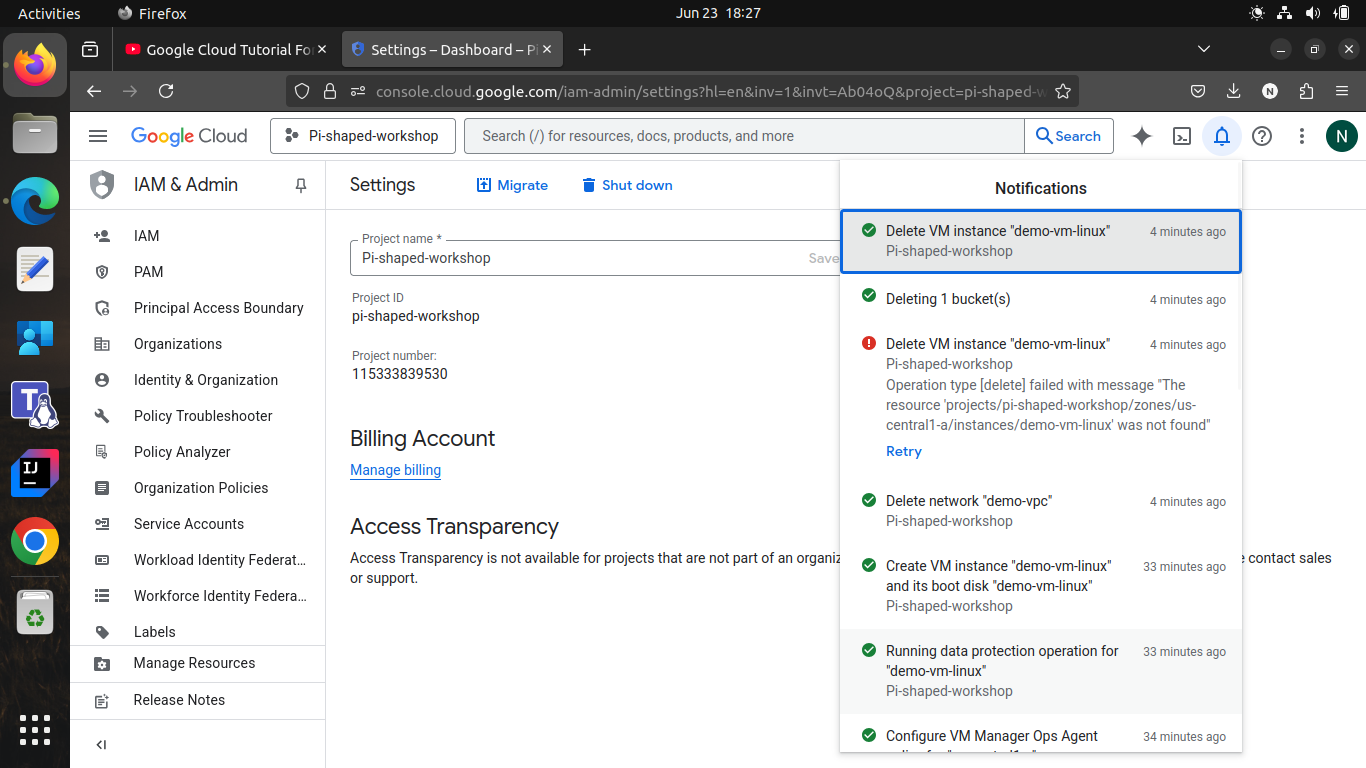 Activities
Firefox
Jun 23 18:27
Google Cloud Tutorial Fo
Settings – Dashboard – Pi
console.cloud.google.com/iam-admin/settings?hl=en&inv=1&invt=Ab04oQ&project=pi-shaped-w
N
Google Cloud
Pi-shaped-workshop
Search (/) for resources, docs, products, and more
Search
N
IAM & Admin
IAM
PAM
Principal Access Boundary
Organizations
Identity & Organization
Policy Troubleshooter
Policy Analyzer
Organization Policies
Service Accounts
Workload Identity Federat...
Workforce Identity Federa...
Labels
Manage Resources
Release Notes
Settings
Migrate
Shut down
Project name *
Pi-shaped-workshop
Save
Project ID
pi-shaped-workshop
Project number:
115333839530
Billing Account
Manage billing
Access Transparency
Access Transparency is not available for projects that are not part of an organiz
e contact sales
or support.
Notifications
Delete VM instance "demo-vm-linux" 4 minutes ago
Pi-shaped-workshop
Deleting 1 bucket(s) 4 minutes ago
Delete VM instance "demo-vm-linux" 4 minutes ago
Pi-shaped-workshop
Operation type [delete] failed with message "The
resource 'projects/pi-shaped-workshop/zones/us-
central1-a/instances/demo-vm-linux' was not found"
Retry
Delete network "demo-vpc" 4 minutes ago
Pi-shaped-workshop
Create VM instance "demo-vm-linux" 33 minutes ago
and its boot disk "demo-vm-linux"
Pi-shaped-workshop
Running data protection operation for 33 minutes ago
"demo-vm-linux"
Pi-shaped-workshop
Configure VM Manager Ops Agent 34 minutes ago
T
IJ